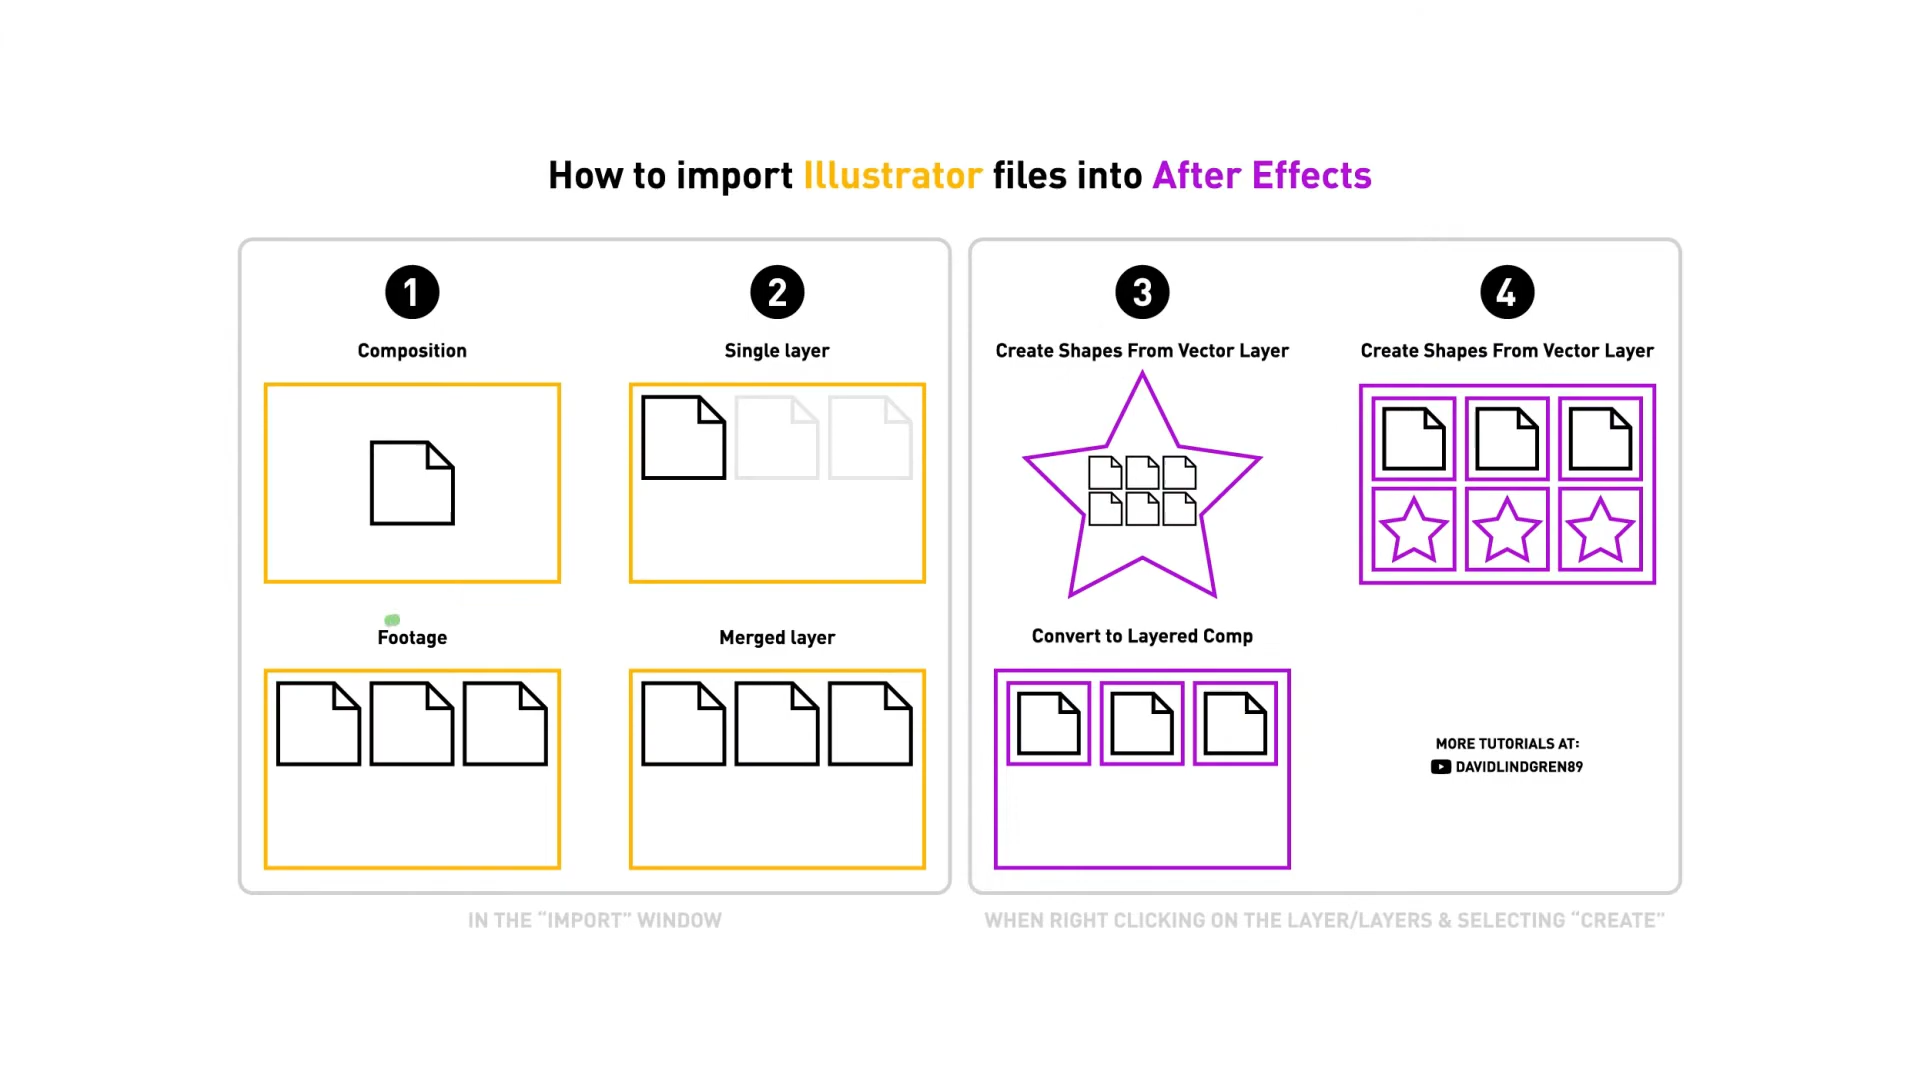 How to import Illustrator files into After Effects
1
Composition
Footage
2
Single layer
Merged layer
IN THE “IMPORT” WINDOW
3
Create Shapes From Vector Layer
Convert to Layered Comp
4
Create Shapes From Vector Layer
MORE TUTORIALS AT:
DAVIDLINDGREN89
WHEN RIGHT CLICKING ON THE LAYER/LAYERS & SELECTING “CREATE”